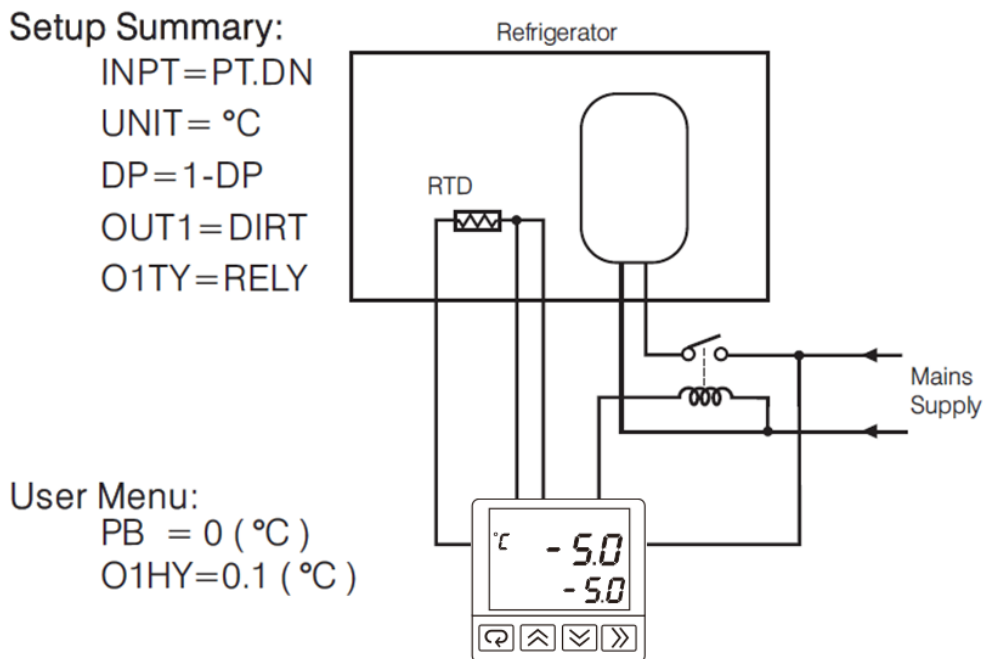 Setup Summary:
INPT=PT.DN
UNIT= °C
DP=1-DP
OUT1=DIRT
O1TY=RELY
Refrigerator
RTD
Mains
Supply
User Menu:
PB = 0 ( °C )
O1HY=0.1 ( °C )
°C - 5.0
- 5.0